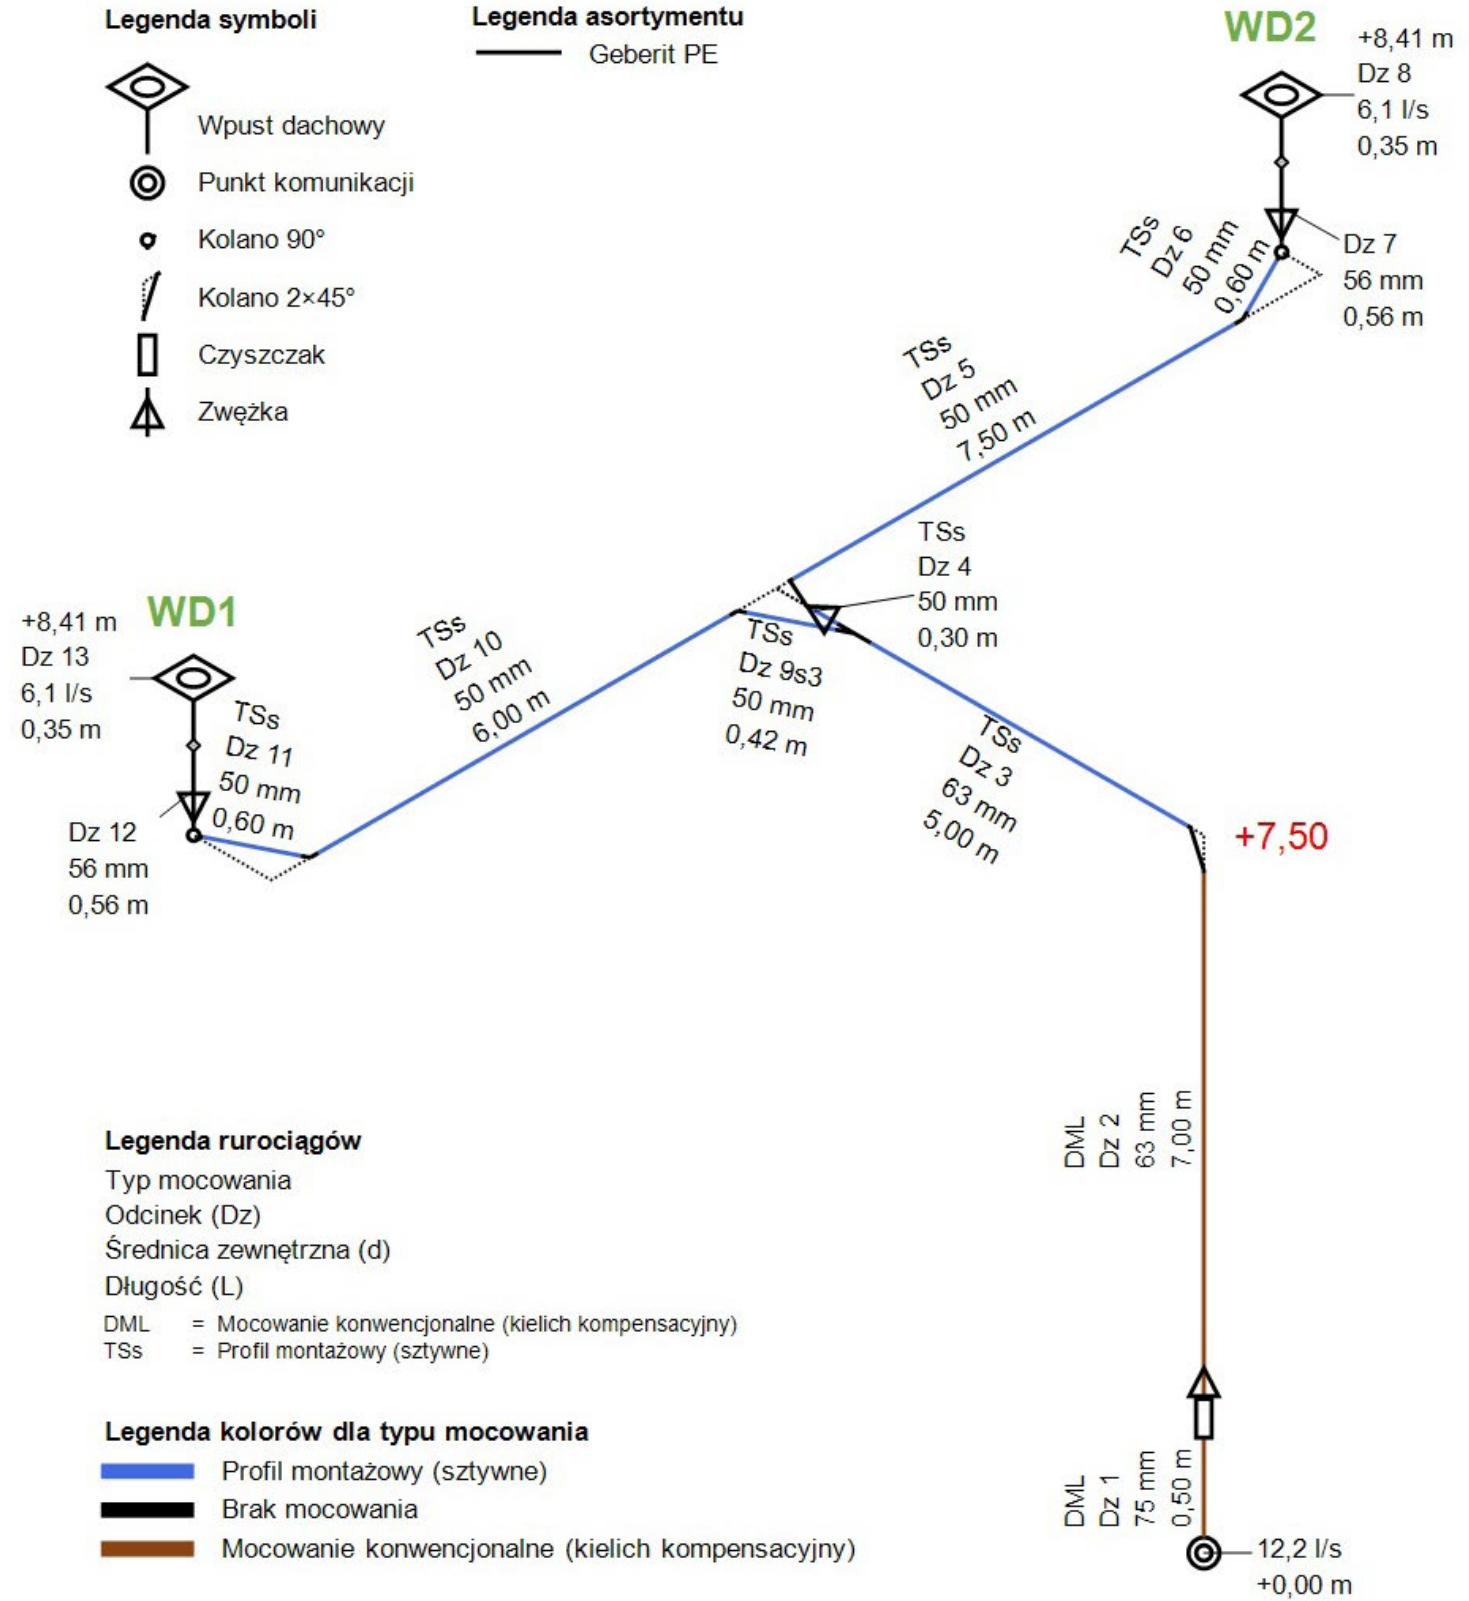 Legenda symboli
Wpust dachowy
Punkt komunikacji
Kolano 90°
Kolano 2×45°
Czyszczak
Zwężka
Legenda asortymentu
Geberit PE
WD2
+8,41 m
Dz 8
6,1 l/s
0,35 m
Dz 7
56 mm
0,56 m
TSs
Dz 6
50 mm
0,60 m
TSs
Dz 5
50 mm
7,50 m
TSs
Dz 4
50 mm
0,30 m
WD1
+8,41 m
Dz 13
6,1 l/s
0,35 m
TSs
Dz 11
50 mm
0,60 m
Dz 12
56 mm
0,56 m
TSs
Dz 10
50 mm
6,00 m
TSs
Dz 9s3
50 mm
0,42 m
TSs
Dz 3
63 mm
5,00 m
+7,50
DML
Dz 2
63 mm
7,00 m
DML
Dz 1
75 mm
0,50 m
12,2 l/s
+0,00 m
Legenda rurociągów
Typ mocowania
Odcinek (Dz)
Średnica zewnętrzna (d)
Długość (L)
DML = Mocowanie konwencjonalne (kielich kompensacyjny)
TSs = Profil montażowy (sztywne)
Legenda kolorów dla typu mocowania
Profil montażowy (sztywne)
Brak mocowania
Mocowanie konwencjonalne (kielich kompensacyjny)